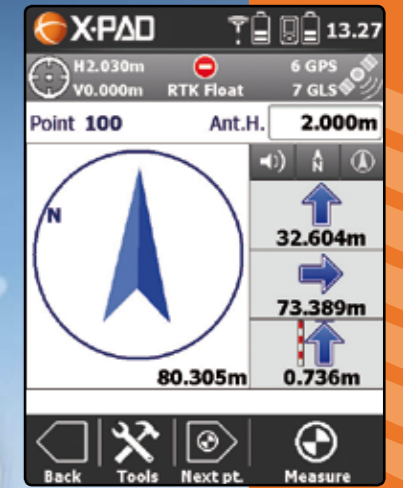 X-PAD 13.27
H2.030m 6 GPS
V0.000m RTK Float 7 GLS
Point 100 Ant.H. 2.000m
N N
32.604m
73.389m
80.305m 0.736m
Back Tools Next pt. Measure